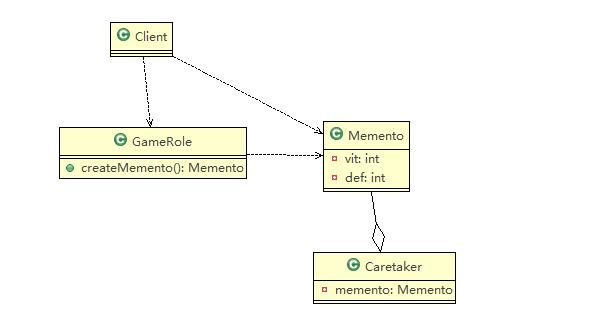 C Client
C GameRole
createMemento(): Memento
C Memento
vit: int
def: int
C Caretaker
memento: Memento